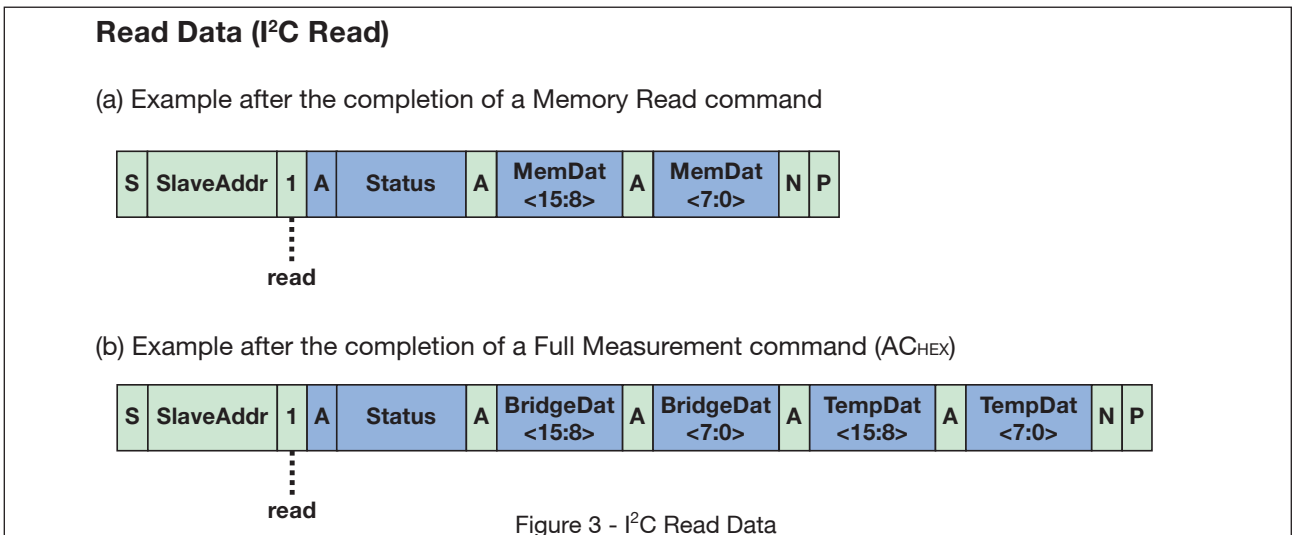 Read Data (I²C Read)
(a) Example after the completion of a Memory Read command
S SlaveAddr 1 A Status A MemDat <15:8> A MemDat <7:0> N P
read
(b) Example after the completion of a Full Measurement command (ACHEX)
S SlaveAddr 1 A Status A BridgeDat <15:8> A BridgeDat <7:0> A TempDat <15:8> A TempDat <7:0> N P
read
Figure 3 - I²C Read Data